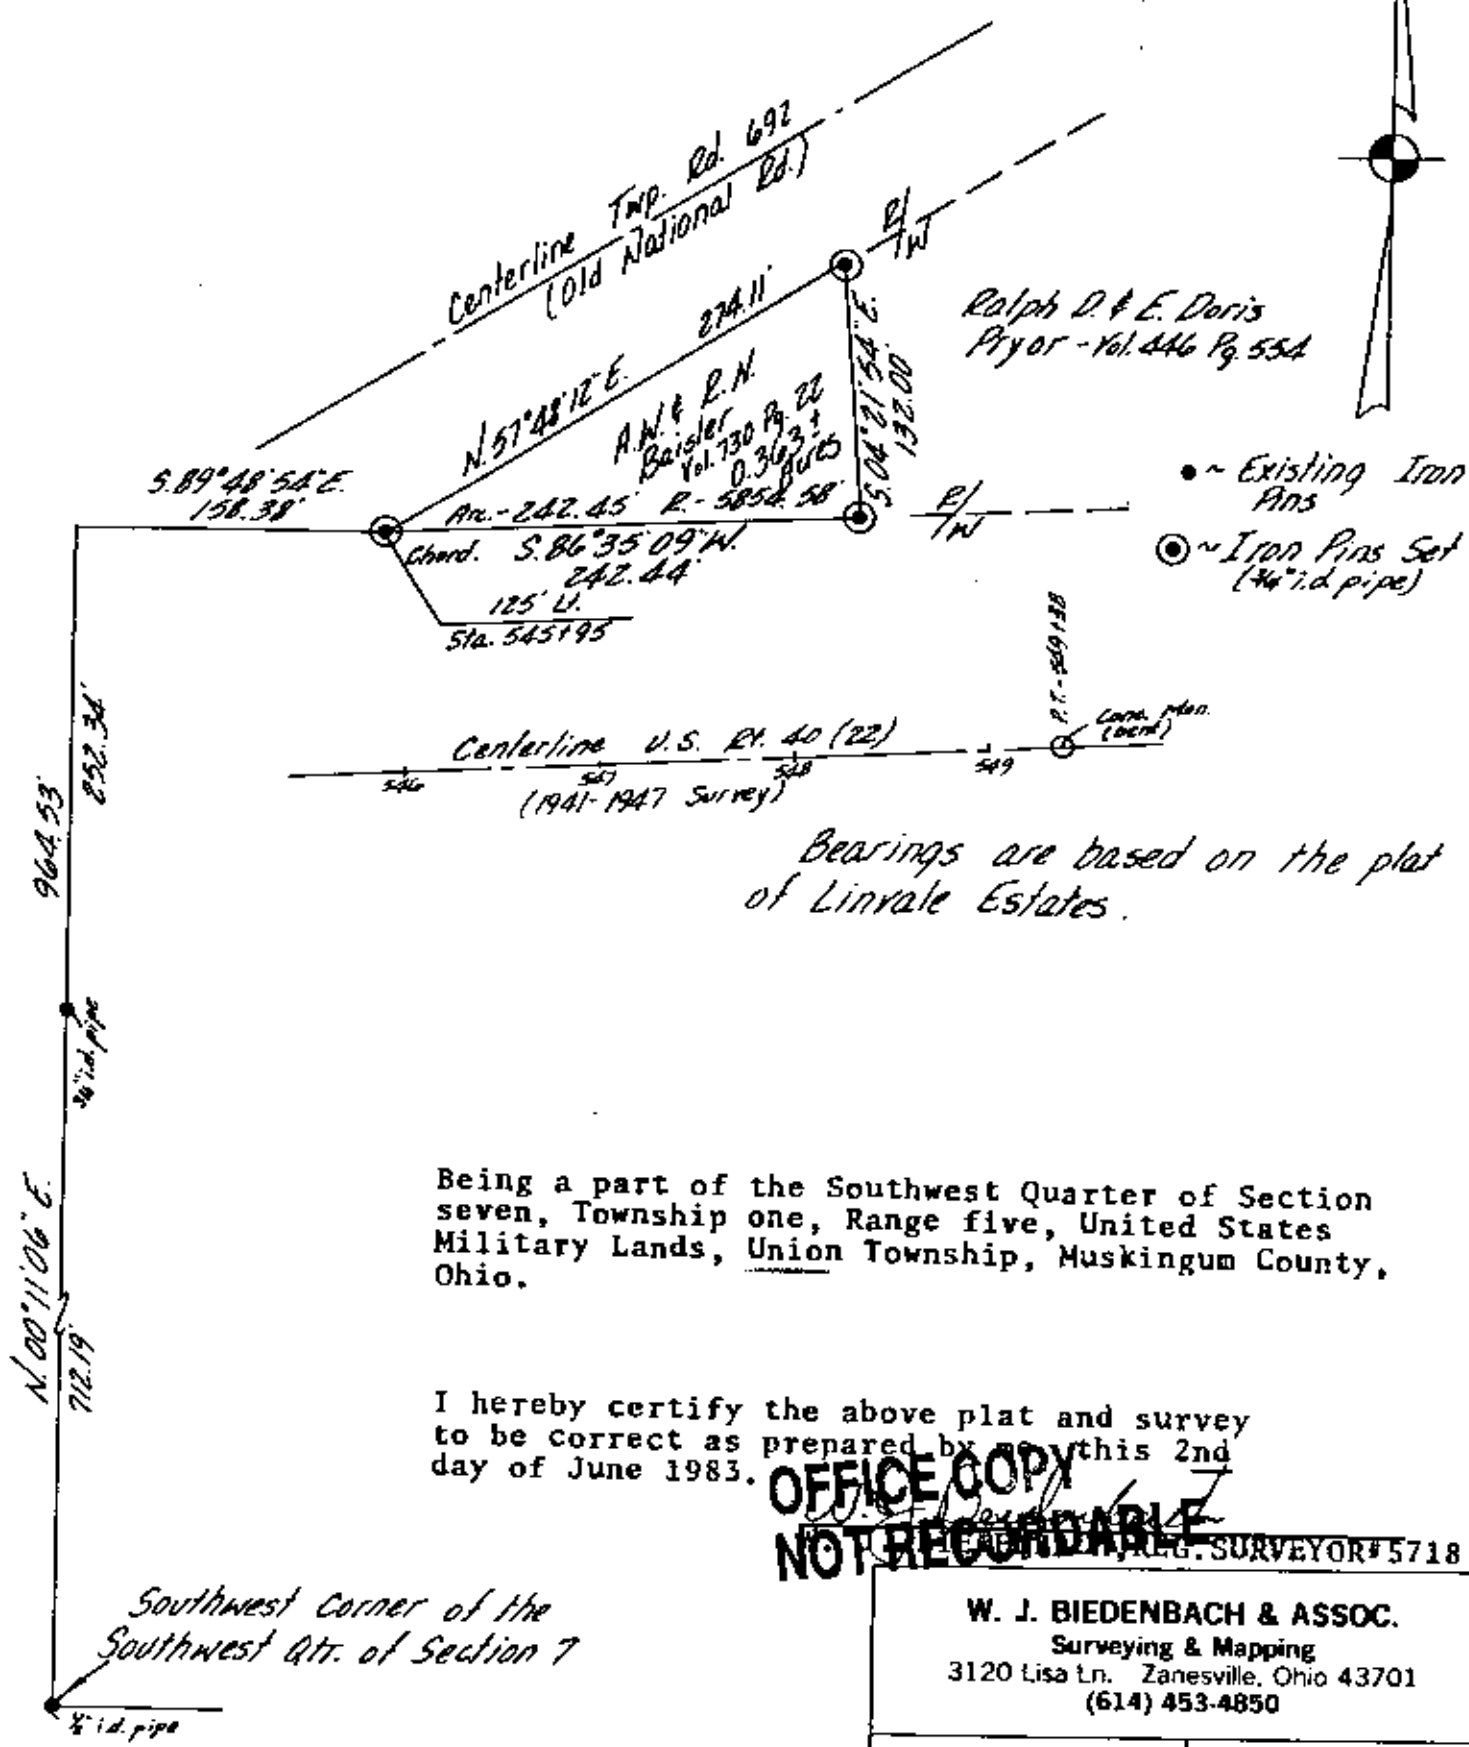 Centerline Twp. Rd. 692
(Old National Rd.)
R/W
274.11'
N. 57°48'12" E.
S. 04°21'54" E.
132.00
Ralph D. & E. Doris
Pryor - Vol. 446 Pg. 554
A.W. & R.N.
Baisler
Vol. 730 Pg. 22
0.363 ±
Acres
S. 89°48'54" E.
158.38'
Arc. - 242.45' R. - 5854.58'
Chord. S. 86°35'09" W.
242.44'
R/W
125' Lt.
Sta. 545+95
● ~ Existing Iron
Pins
~ Iron Pins Set
(3/4" i.d. pipe)
P.T. - 549+38
Conc. Mon.
Centerline U.S. Rt. 40 (22)
546 547 548 549
(1941-1947 Survey)
252.34'
964.53'
Bearings are based on the plat
of Linvale Estates.
3/4" i.d. pipe
N. 00°11'06" E.
712.19'
Being a part of the Southwest Quarter of Section
seven, Township one, Range five, United States
Military Lands, Union Township, Muskingum County,
Ohio.
I hereby certify the above plat and survey
to be correct as prepared by me this 2nd
day of June 1983.
OFFICE COPY
NOT RECORDABLE
, REG. SURVEYOR#5718
W. J. BIEDENBACH & ASSOC.
Surveying & Mapping
3120 Lisa Ln. Zanesville, Ohio 43701
(614) 453-4850
Southwest Corner of the
Southwest Qtr. of Section 7
i.d. pipe